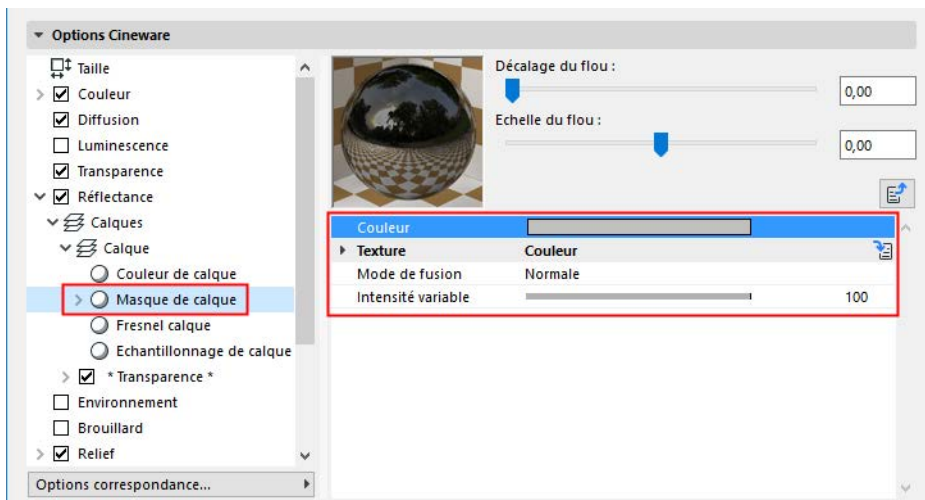 Options Cineware
Taille
Couleur
Diffusion
Luminescence
Transparence
Réflectance
Calques
Calque
Couleur de calque
Masque de calque
Fresnel calque
Echantillonnage de calque
* Transparence *
Environnement
Brouillard
Relief
Options correspondance...
Décalage du flou :
0,00
Echelle du flou :
0,00
Couleur
Texture Couleur
Mode de fusion Normale
Intensité variable 100